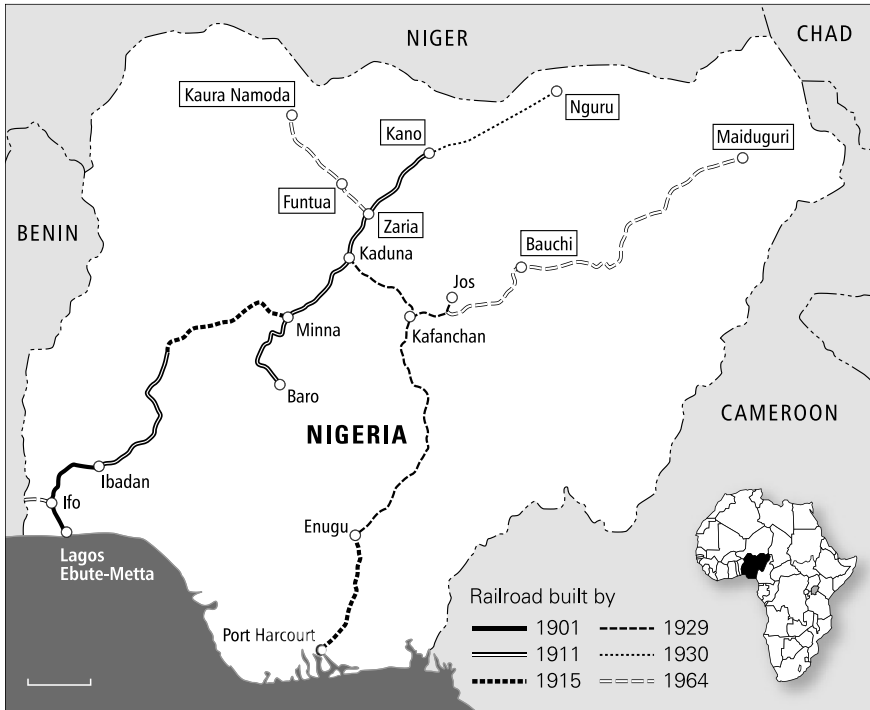 NIGER
CHAD
Kaura Namoda
Nguru
Kano
Maiduguri
Funtua
Zaria
BENIN
Kaduna
Bauchi
Jos
Minna
Kafanchan
Baro
CAMEROON
NIGERIA
Ibadan
Ifo
Enugu
Lagos
Ebute-Metta
Port Harcourt
Railroad built by
1901
1929
1911
1930
1915
1964